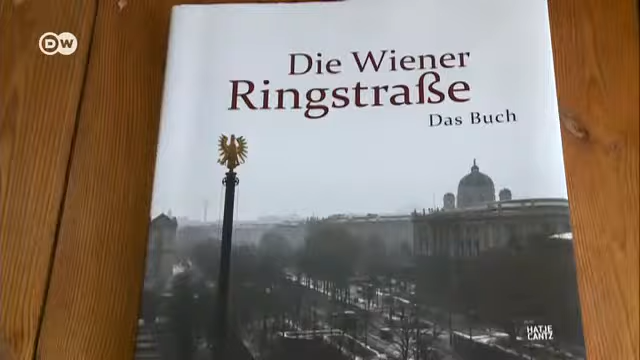 DW
Die Wiener
Ringstraße
Das Buch
HATJE
CANTZ